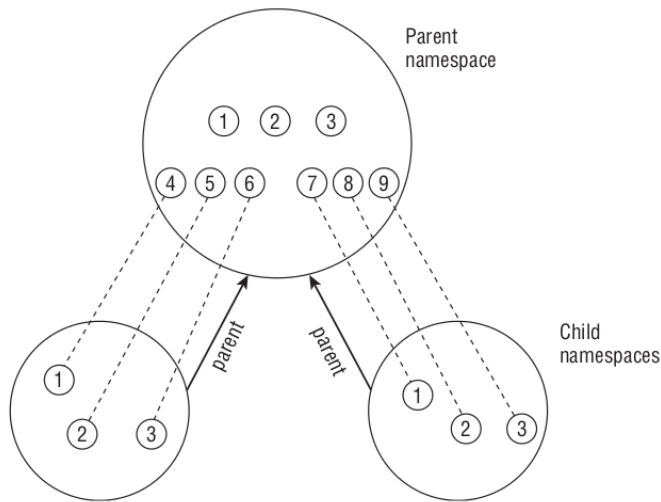 Parent
namespace
1 2 3
4 5 6 7 8 9
parent
parent
Child
namespaces
1
2 3
1
2 3